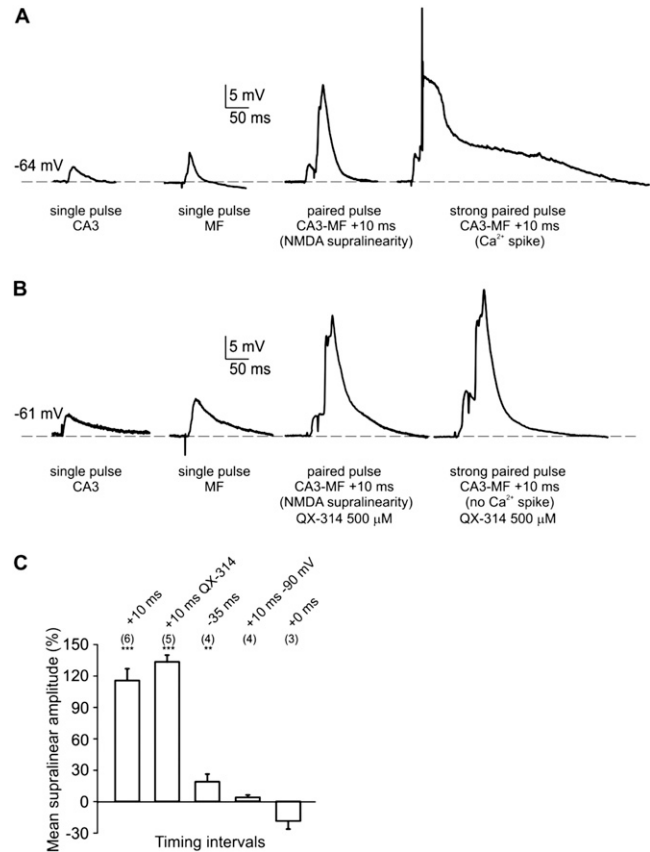 A
5 mV
50 ms
-64 mV
single pulse
CA3
single pulse
MF
paired pulse
CA3-MF +10 ms
(NMDA supralinearity)
strong paired pulse
CA3-MF +10 ms
(Ca²⁺ spike)
B
5 mV
50 ms
-61 mV
single pulse
CA3
single pulse
MF
paired pulse
CA3-MF +10 ms
(NMDA supralinearity)
QX-314 500 µM
strong paired pulse
CA3-MF +10 ms
(no Ca²⁺ spike)
QX-314 500 µM
C
+10 ms
+10 ms QX-314
-35 ms
+10 ms -90 mV
+0 ms
(6) (5) (4) (4) (3)
*** *** **
Mean supralinear amplitude (%)
150
120
90
60
30
0
-30
Timing intervals